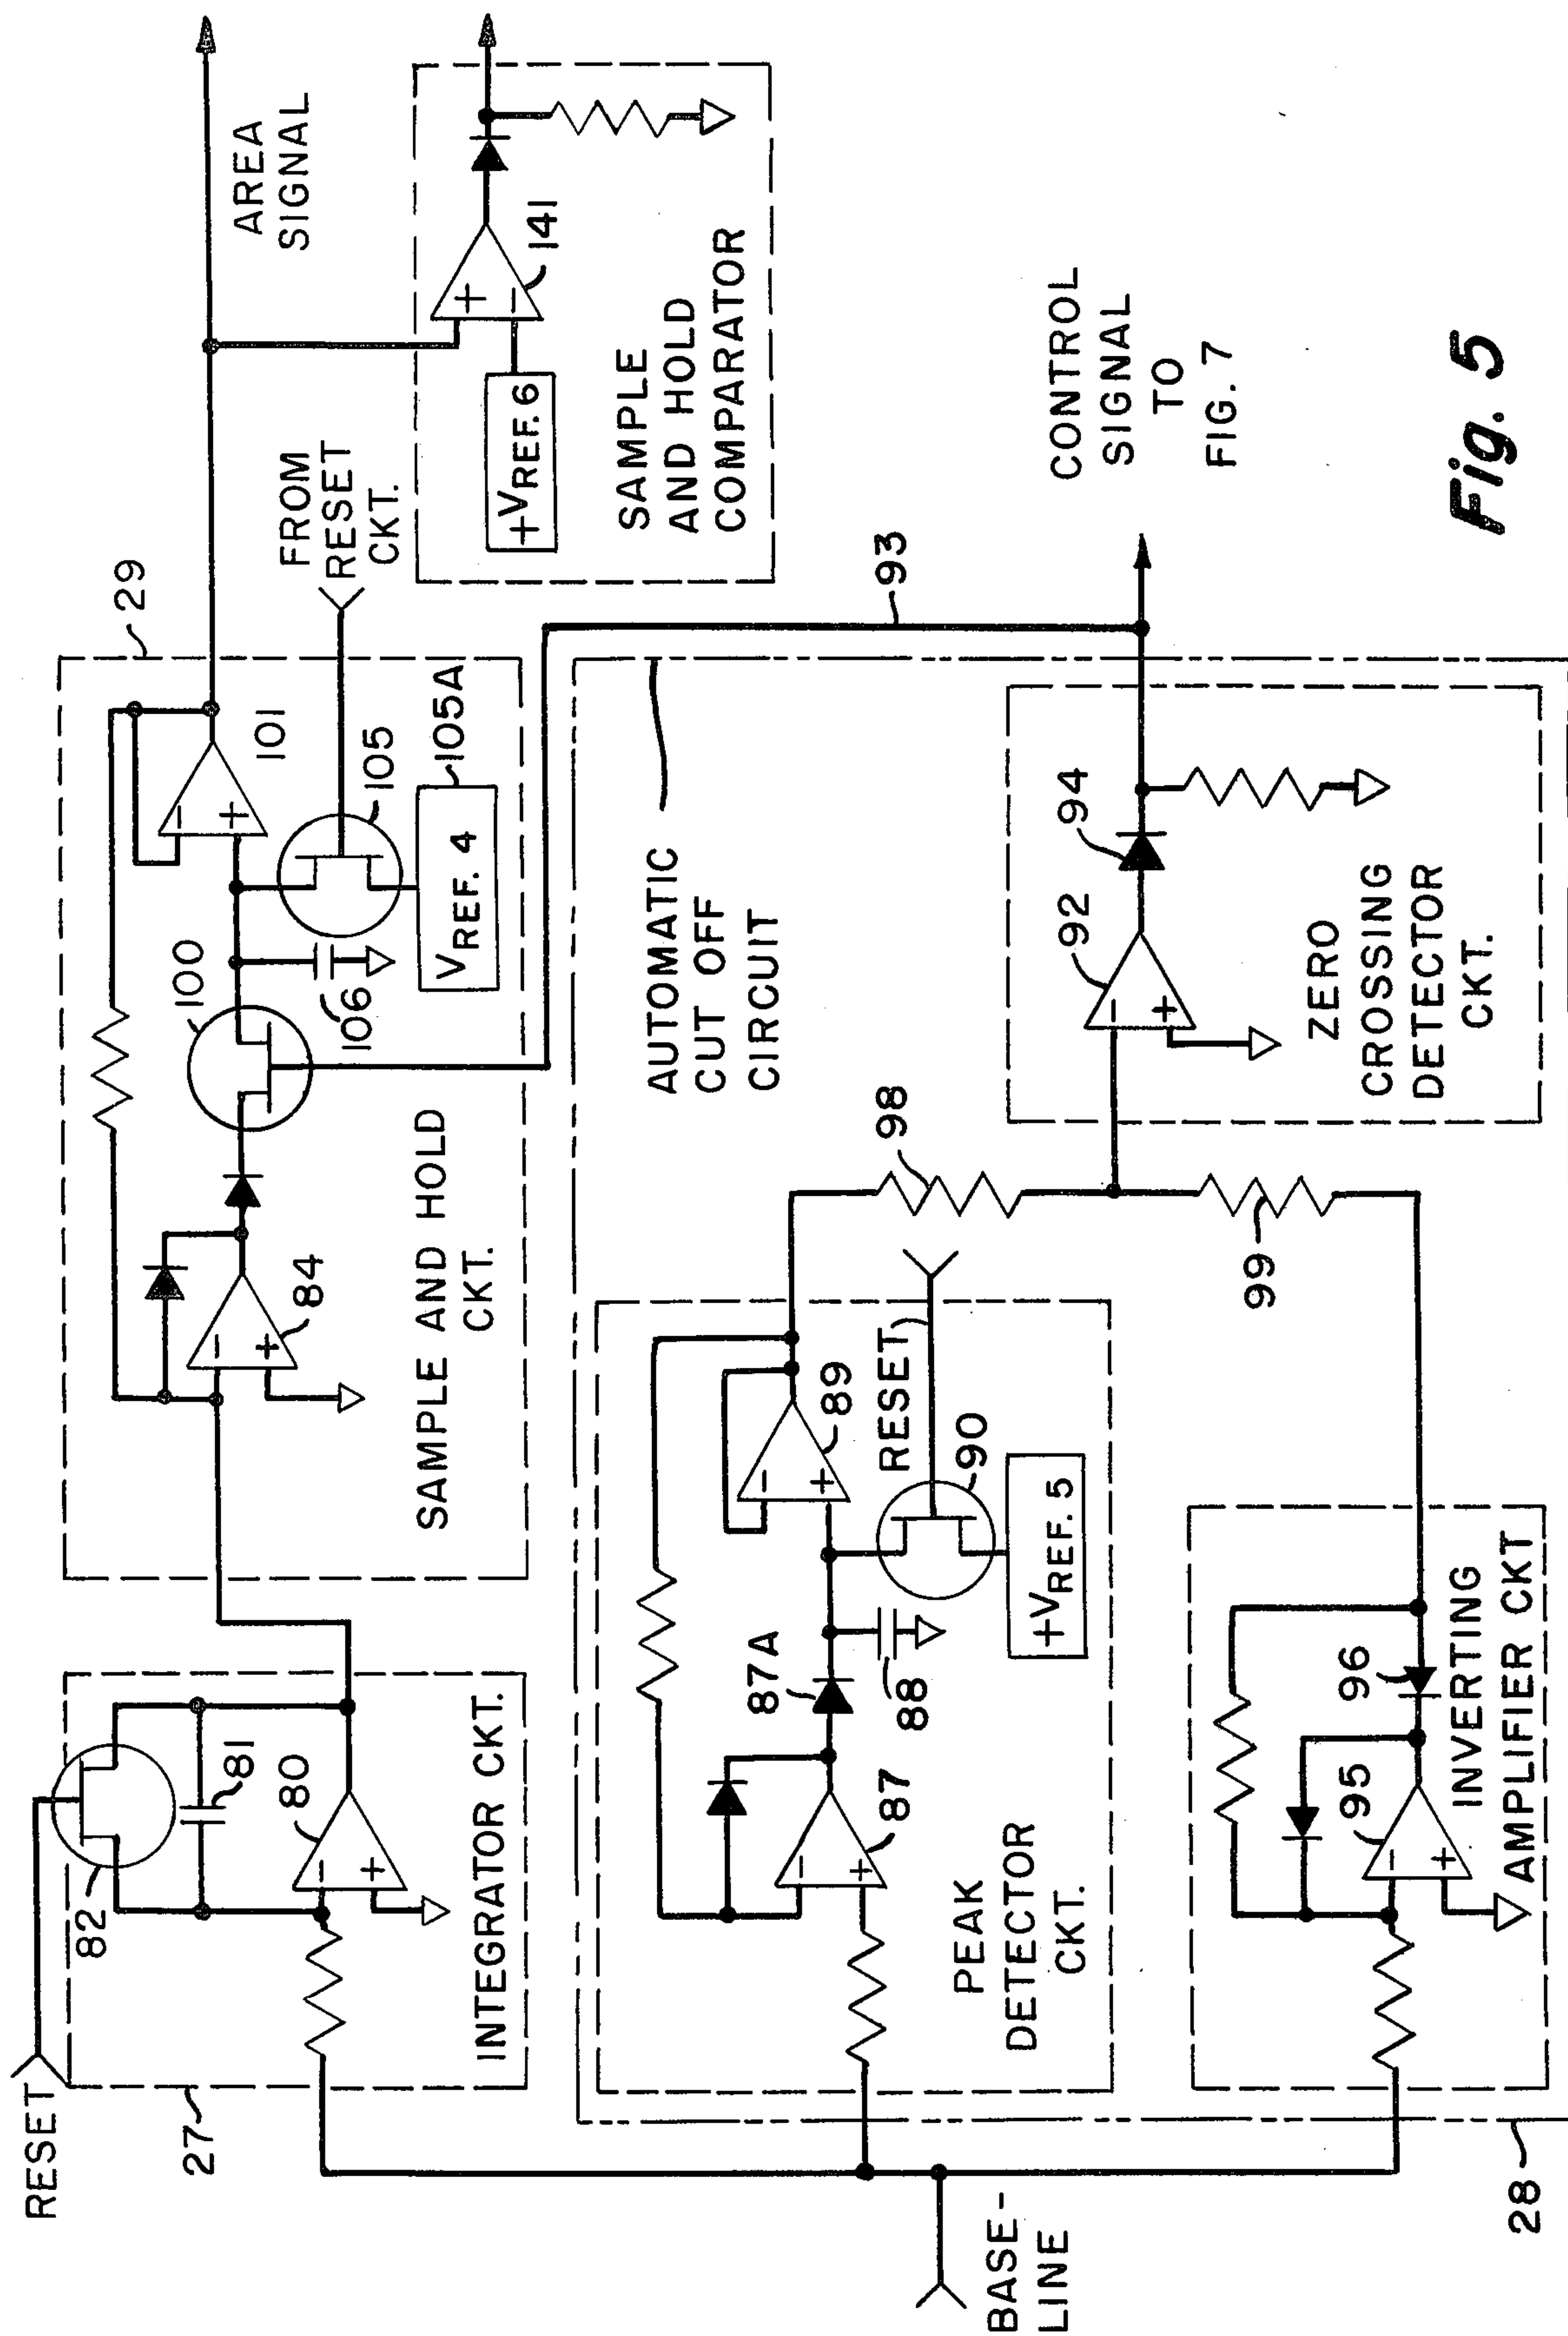 RESET
27
82
81
80
INTEGRATOR CKT.
29
84
100
106
101
105
105A
VREF. 4
SAMPLE AND HOLD
CKT.
AREA
SIGNAL
FROM
RESET
CKT.
+VREF. 6
141
SAMPLE
AND HOLD
COMPARATOR
BASE-
LINE
28
AUTOMATIC
CUT OFF
CIRCUIT
87
87A
88
89
RESET
90
+VREF. 5
PEAK
DETECTOR
CKT.
95
96
INVERTING
AMPLIFIER CKT
98
99
92
94
ZERO
CROSSING
DETECTOR
CKT.
93
CONTROL
SIGNAL
TO
FIG. 7
Fig. 5